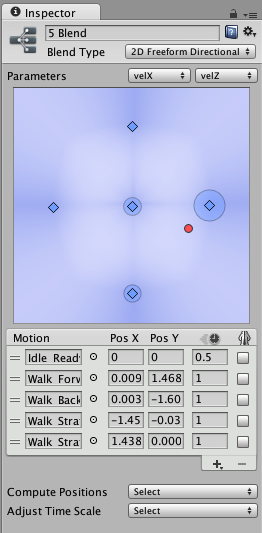 Inspector
5 Blend
Blend Type 2D Freeform Directional
Parameters velX velZ
Motion Pos X Pos Y
Idle_Ready 0 0 0.5
Walk_Forw 0.009 1.468 1
Walk_Back 0.003 -1.60 1
Walk_Stra -1.45 -0.03 1
Walk_Stra 1.438 0.000 1
Compute Positions Select
Adjust Time Scale Select